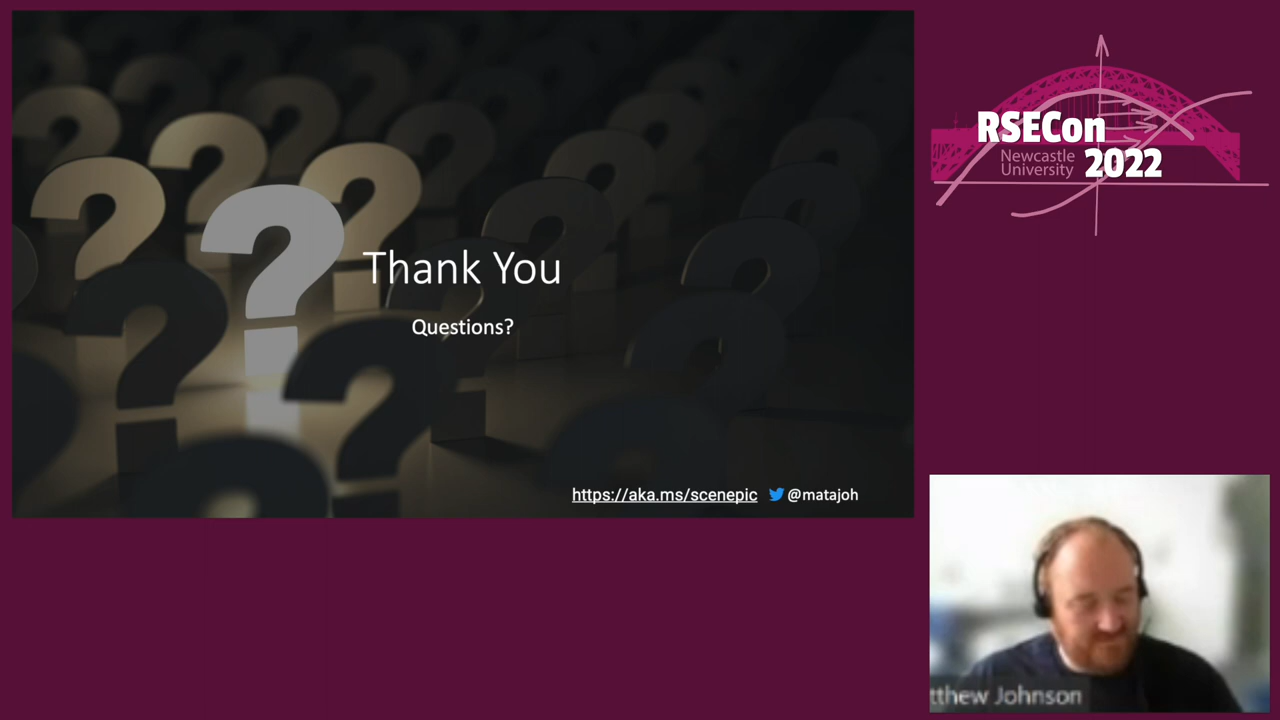 Thank You
Questions?
https://aka.ms/scenepic @matajoh
RSECon
Newcastle
University 2022
tthew Johnson